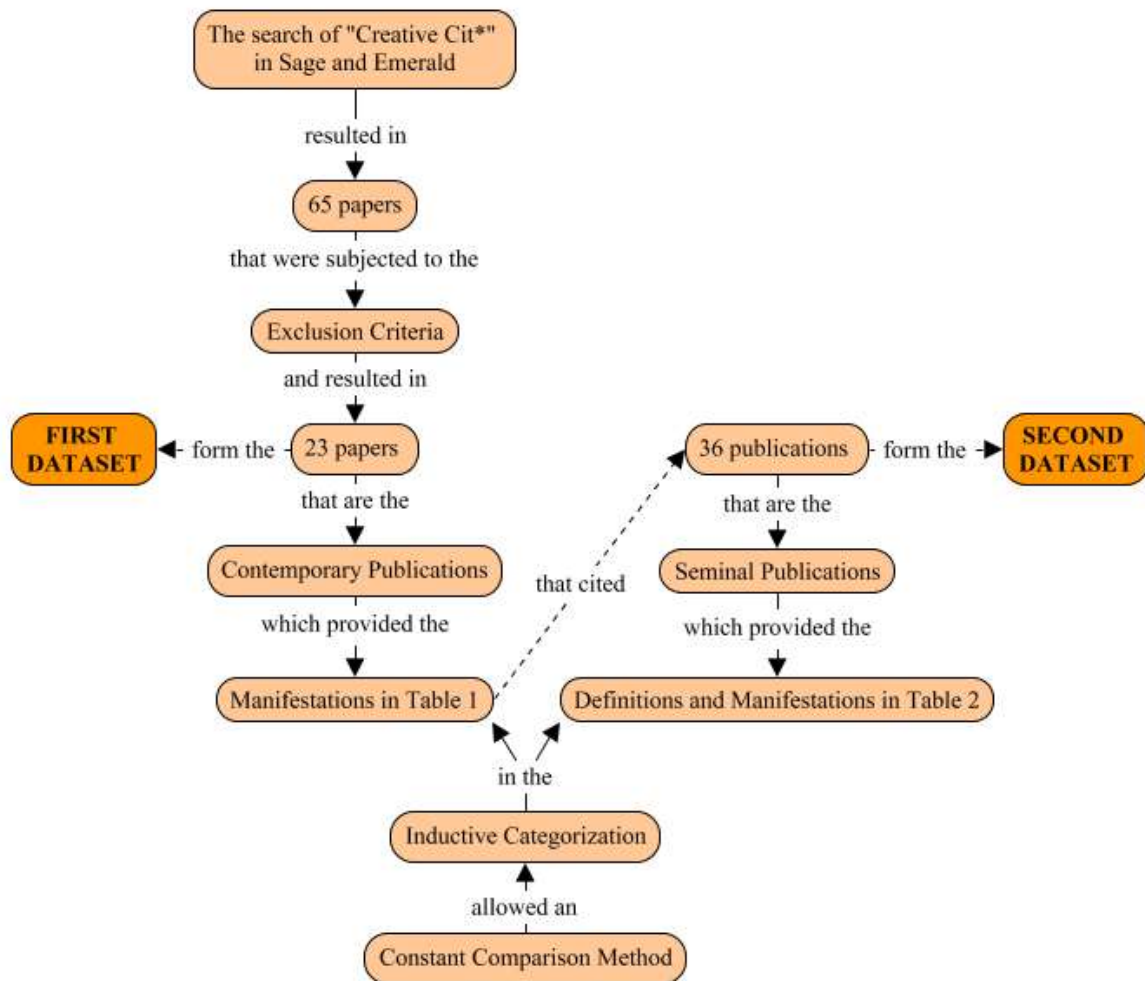 The search of "Creative Cit*"
in Sage and Emerald
resulted in
65 papers
that were subjected to the
Exclusion Criteria
and resulted in
FIRST
DATASET
form the
23 papers
36 publications
form the
SECOND
DATASET
that are the
that are the
Contemporary Publications
that cited
Seminal Publications
which provided the
which provided the
Manifestations in Table 1
Definitions and Manifestations in Table 2
in the
Inductive Categorization
allowed an
Constant Comparison Method